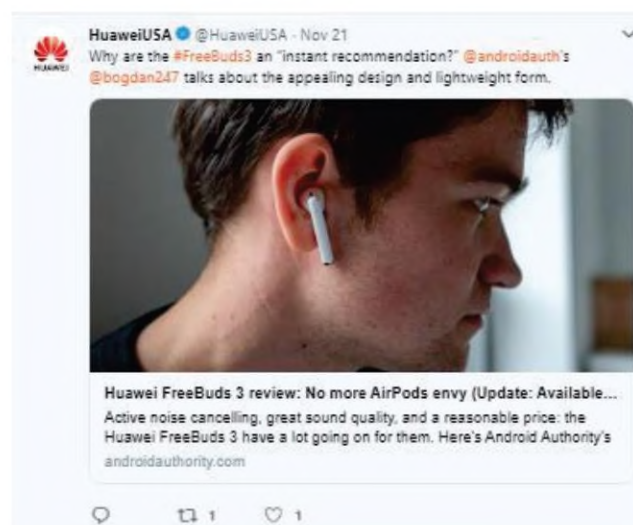 HuaweiUSA @HuaweiUSA · Nov 21
Why are the #FreeBuds3 an "instant recommendation?" @androidauth's
@bogdan247 talks about the appealing design and lightweight form.
HUAWEI
Huawei FreeBuds 3 review: No more AirPods envy (Update: Available...
Active noise cancelling, great sound quality, and a reasonable price: the
Huawei FreeBuds 3 have a lot going on for them. Here's Android Authority's
androidauthority.com
1 1